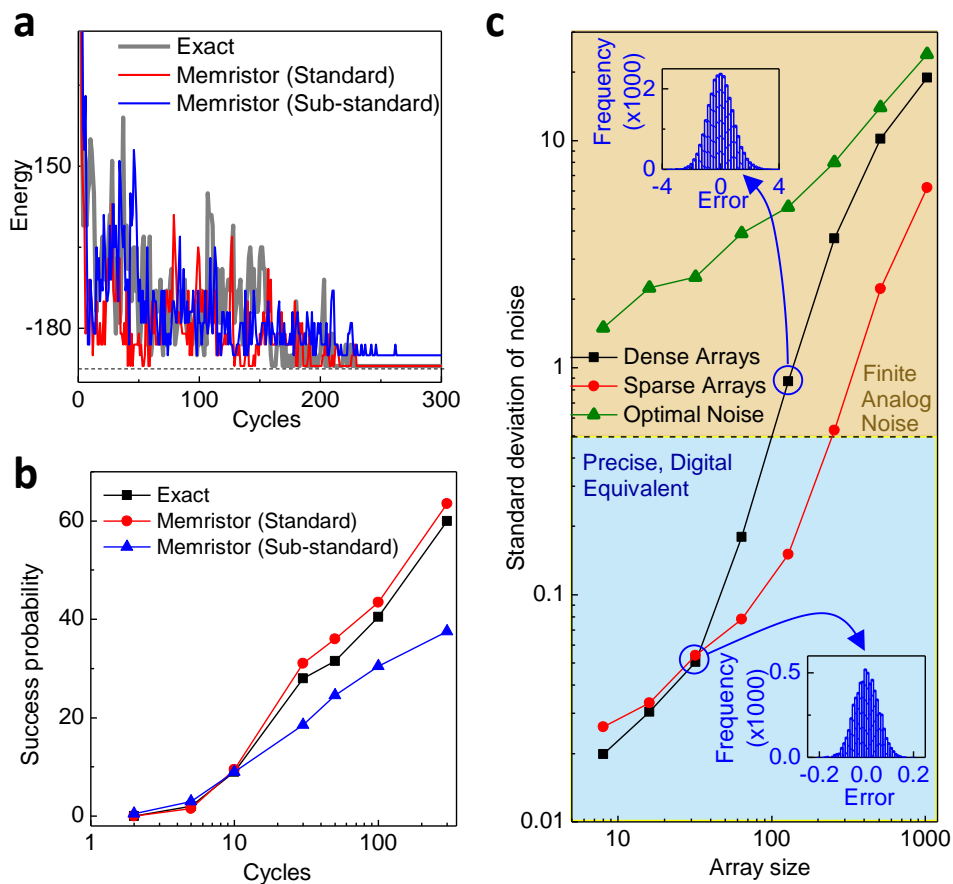 a
Exact
Memristor (Standard)
Memristor (Sub-standard)
-150
-180
Energy
0 100 200 300
Cycles
b
Exact
Memristor (Standard)
Memristor (Sub-standard)
60
40
20
0
Success probability
1 10 100
Cycles
c
10
1
0.1
0.01
Standard deviation of noise
Frequency
(x1000)
2
0
-4 0 4
Error
Dense Arrays
Sparse Arrays
Optimal Noise
Finite
Analog
Noise
Precise, Digital
Equivalent
Frequency
(x1000)
0.5
0.0
-0.2 0.0 0.2
Error
10 100 1000
Array size